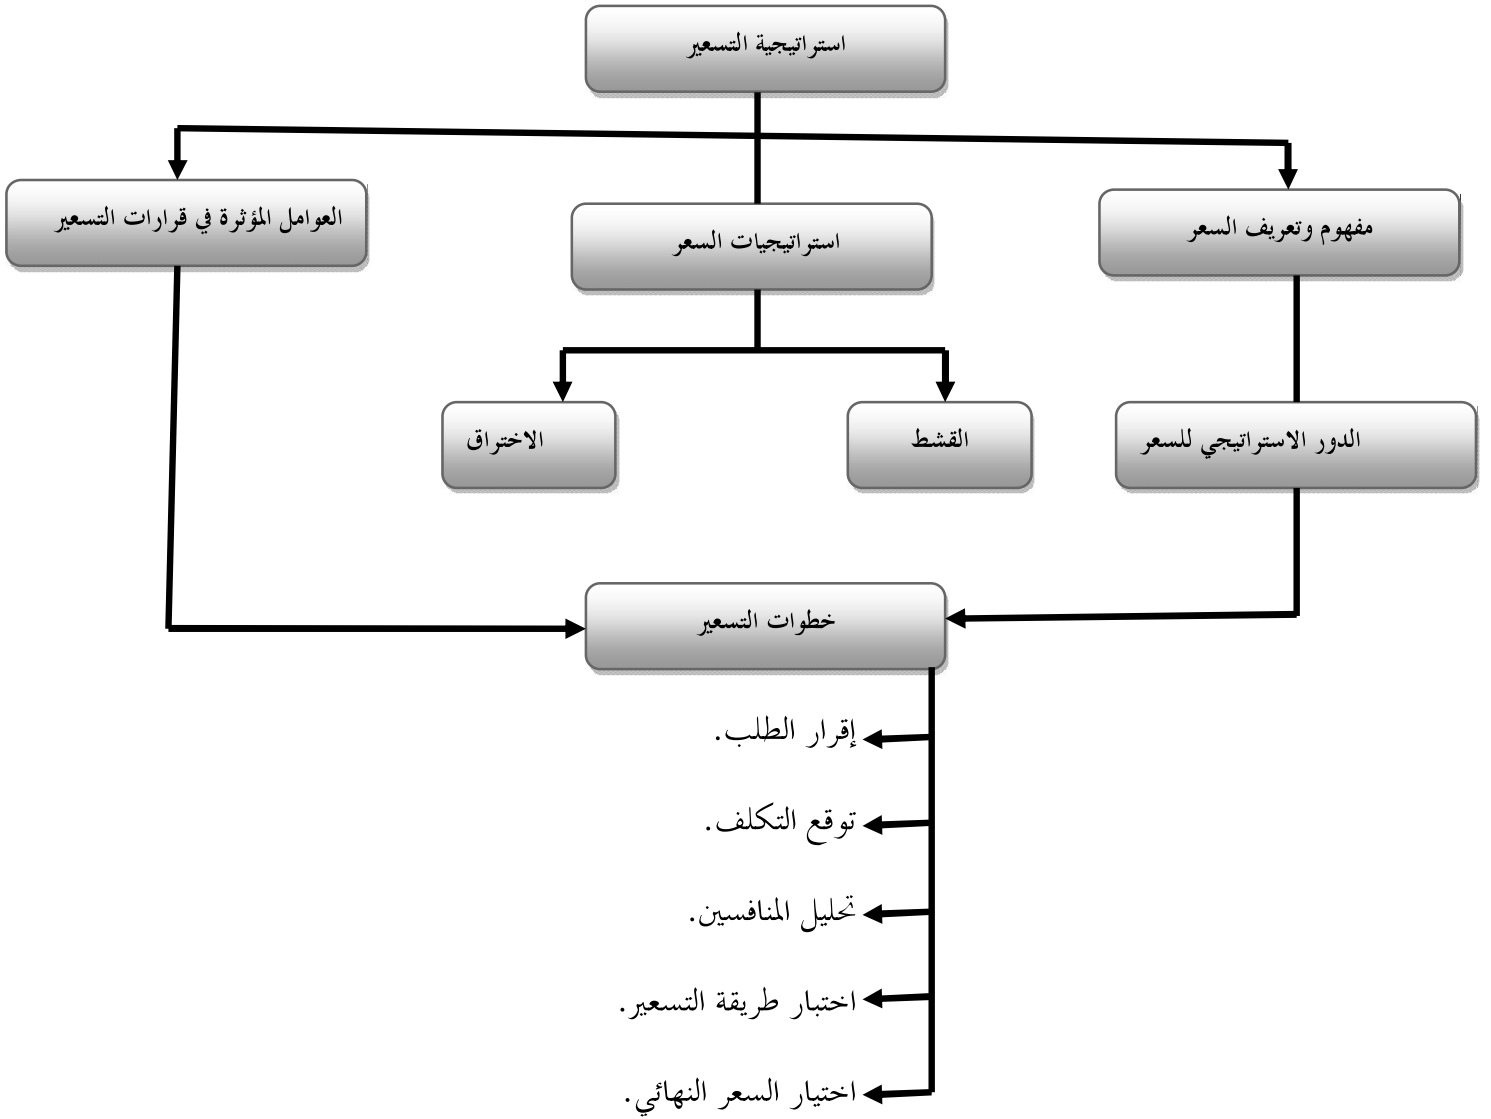 استراتيجية التسعير
مفهوم وتعريف السعر
استراتيجيات السعر
العوامل المؤثرة في قرارات التسعير
الدور الاستراتيجي للسعر
القشط
الاختراق
خطوات التسعير
إقرار الطلب.
توقع التكلف.
تحليل المنافسين.
اختبار طريقة التسعير.
اختيار السعر النهائي.